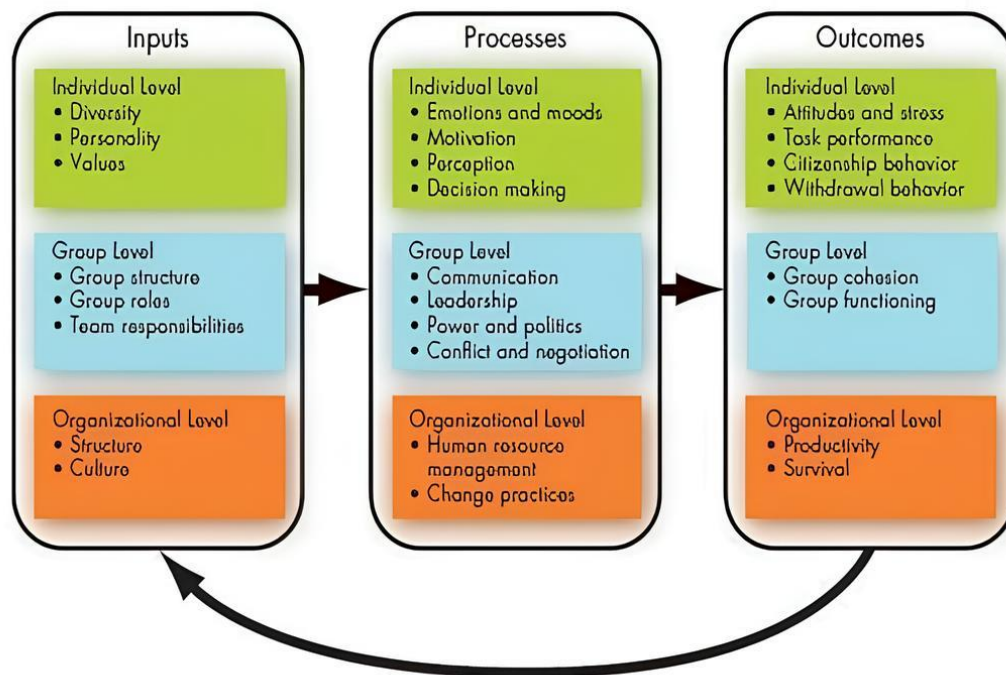 Inputs
Individual Level
• Diversity
• Personality
• Values
Group Level
• Group structure
• Group roles
• Team responsibilities
Organizational Level
• Structure
• Culture
Processes
Individual Level
• Emotions and moods
• Motivation
• Perception
• Decision making
Group Level
• Communication
• Leadership
• Power and politics
• Conflict and negotiation
Organizational Level
• Human resource
management
• Change practices
Outcomes
Individual Level
• Attitudes and stress
• Task performance
• Citizenship behavior
• Withdrawal behavior
Group Level
• Group cohesion
• Group functioning
Organizational Level
• Productivity
• Survival